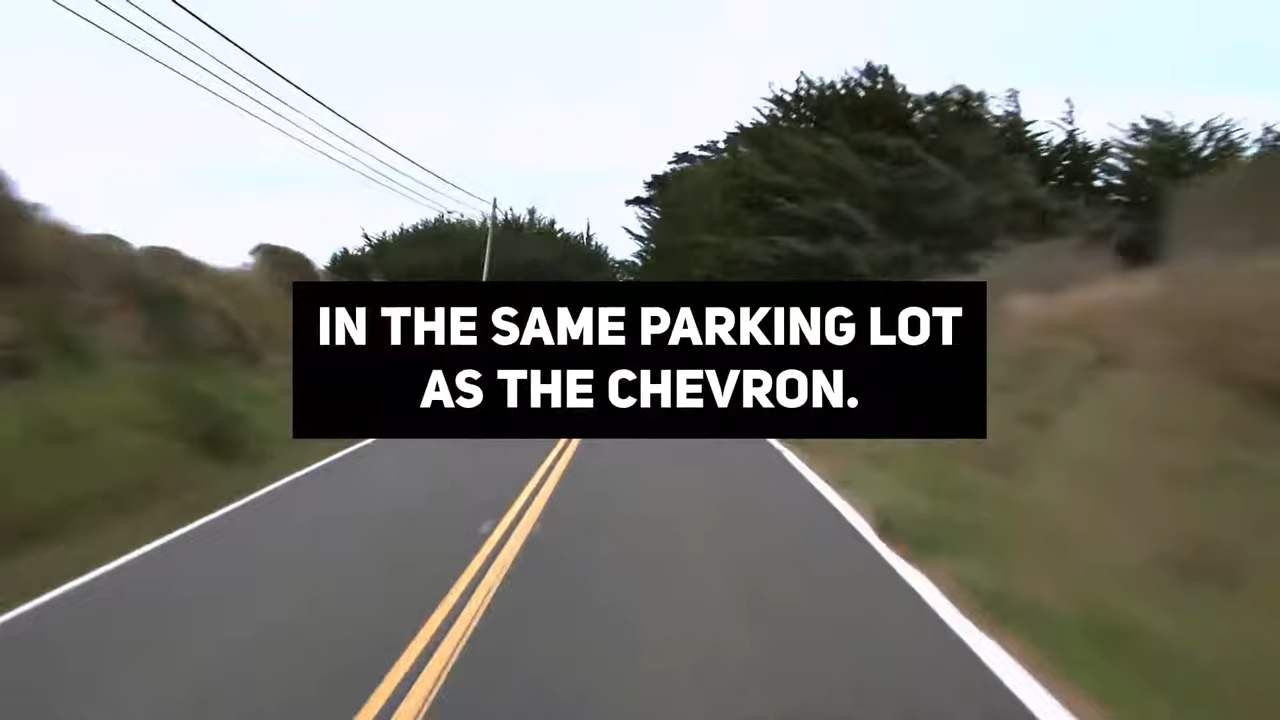 IN THE SAME PARKING LOT
AS THE CHEVRON.